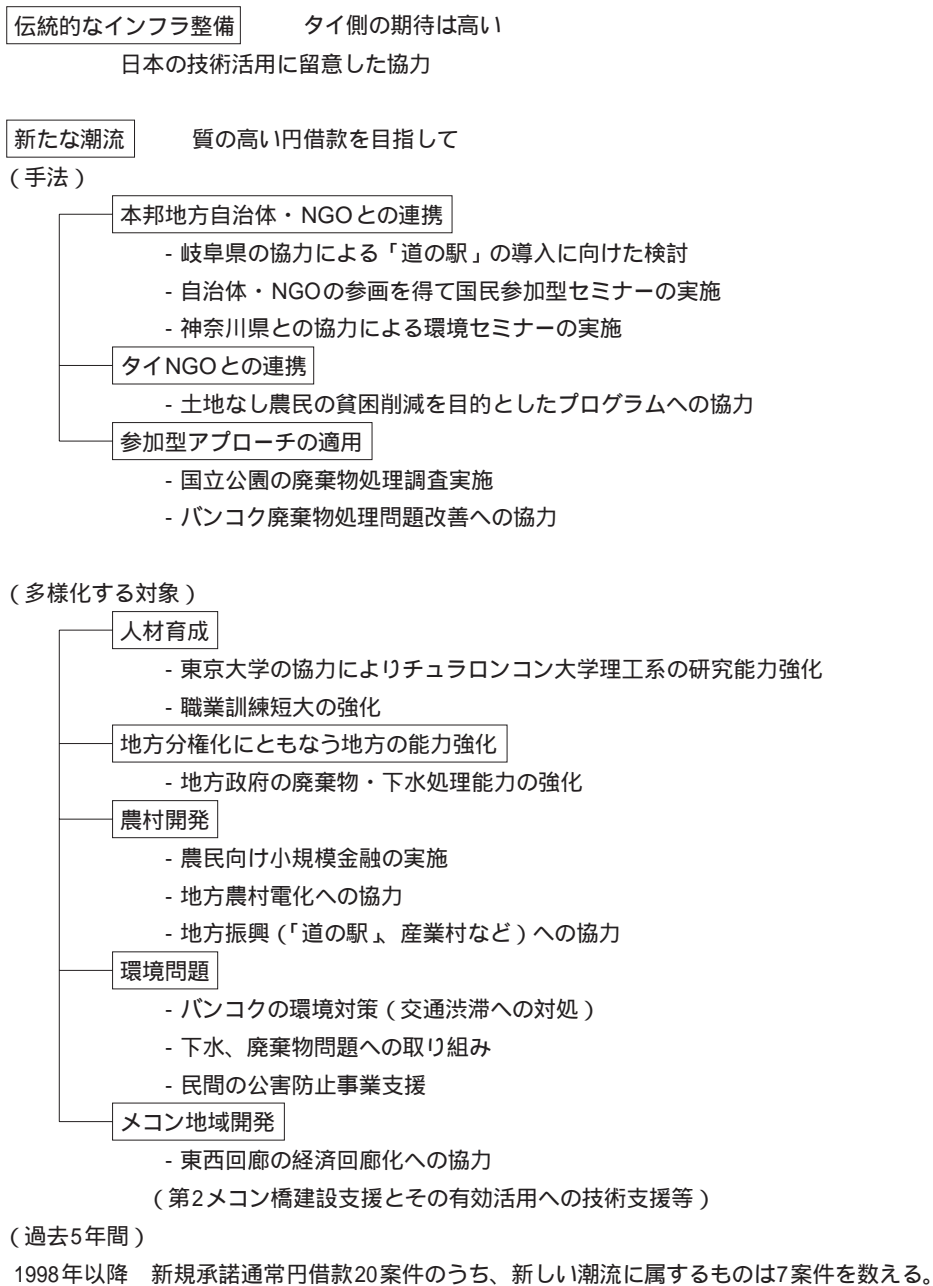 伝統的なインフラ整備　タイ側の期待は高い
日本の技術活用に留意した協力
新たな潮流　質の高い円借款を目指して
（手法）
本邦地方自治体・NGOとの連携
- 岐阜県の協力による「道の駅」の導入に向けた検討
- 自治体・NGOの参画を得て国民参加型セミナーの実施
- 神奈川県との協力による環境セミナーの実施
タイNGOとの連携
- 土地なし農民の貧困削減を目的としたプログラムへの協力
参加型アプローチの適用
- 国立公園の廃棄物処理調査実施
- バンコク廃棄物処理問題改善への協力
（多様化する対象）
人材育成
- 東京大学の協力によりチュラロンコン大学理工系の研究能力強化
- 職業訓練短大の強化
地方分権化にともなう地方の能力強化
- 地方政府の廃棄物・下水処理能力の強化
農村開発
- 農民向け小規模金融の実施
- 地方農村電化への協力
- 地方振興（「道の駅」、産業村など）への協力
環境問題
- バンコクの環境対策（交通渋滞への対処）
- 下水、廃棄物問題への取り組み
- 民間の公害防止事業支援
メコン地域開発
- 東西回廊の経済回廊化への協力
（第2メコン橋建設支援とその有効活用への技術支援等）
（過去5年間）
1998年以降　新規承諾通常円借款20案件のうち、新しい潮流に属するものは7案件を数える。